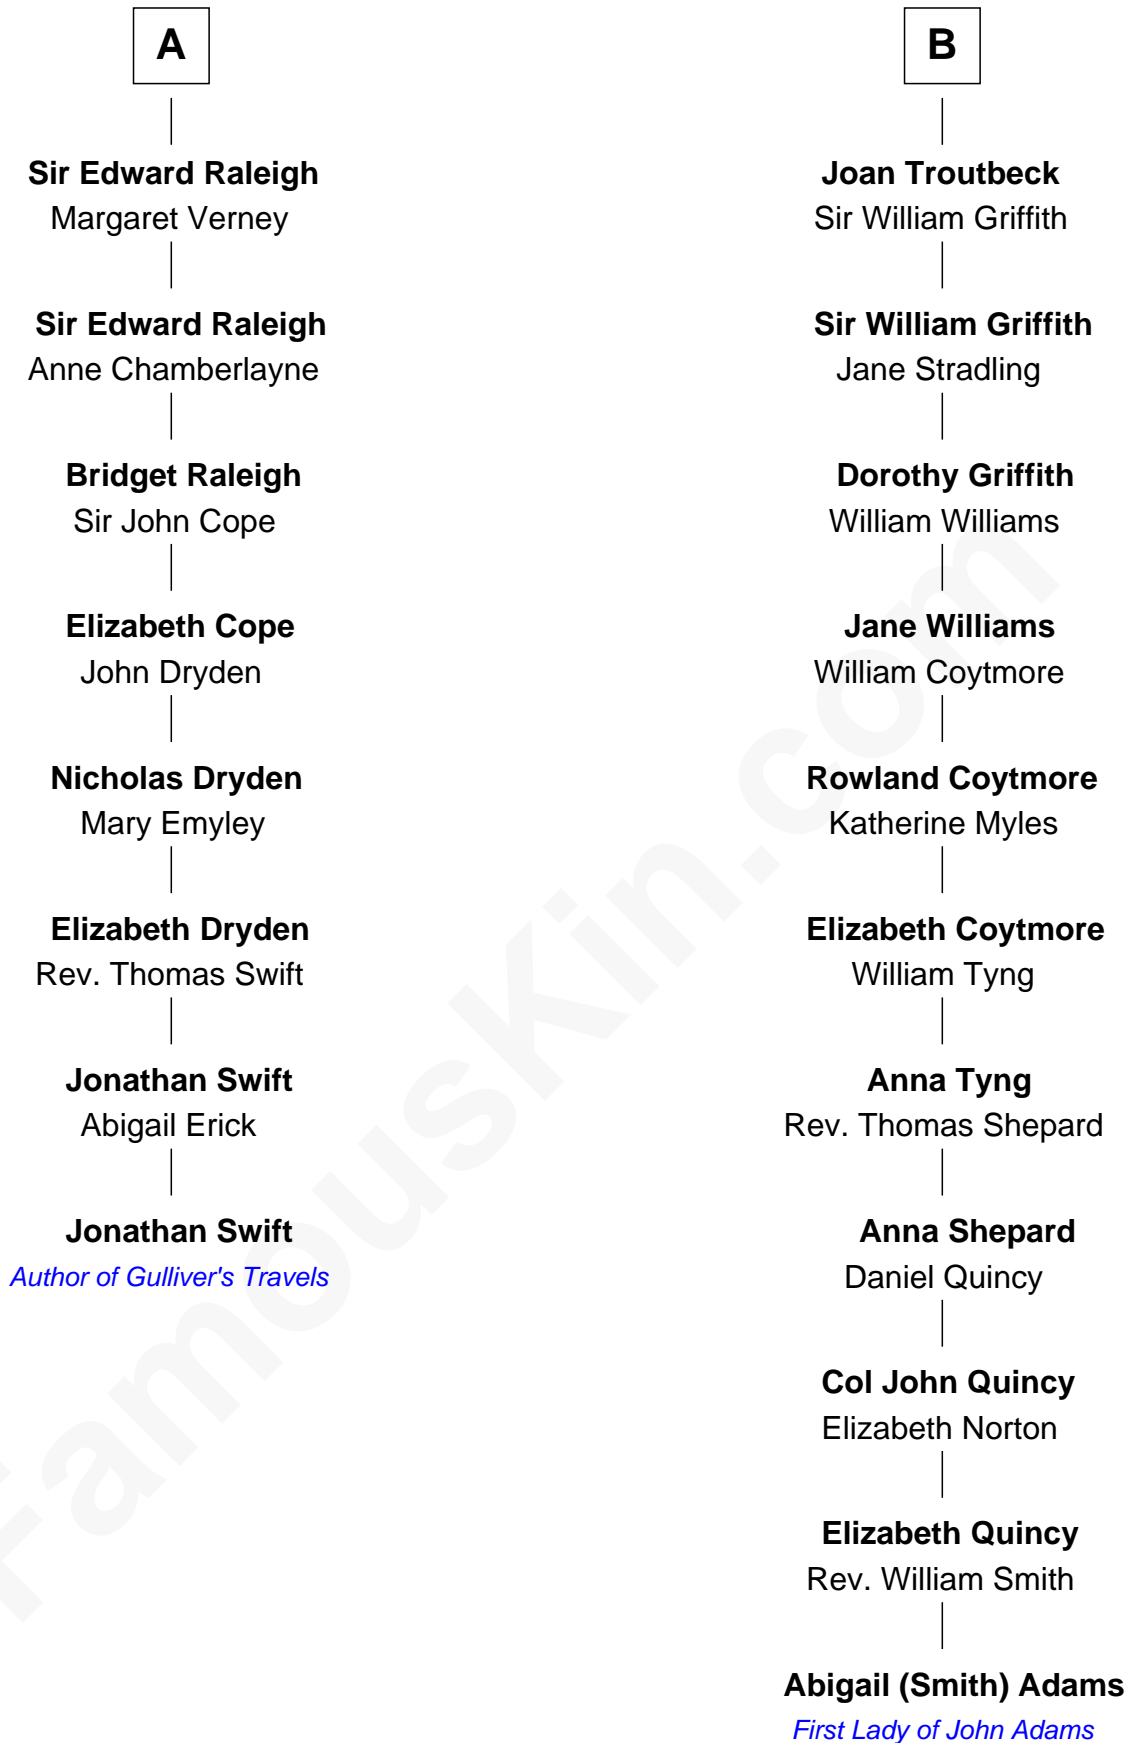 A
Sir Edward Raleigh
Margaret Verney
Sir Edward Raleigh
Anne Chamberlayne
Bridget Raleigh
Sir John Cope
Elizabeth Cope
John Dryden
Nicholas Dryden
Mary Emyley
Elizabeth Dryden
Rev. Thomas Swift
Jonathan Swift
Abigail Erick
Jonathan Swift
Author of Gulliver's Travels
B
Joan Troutbeck
Sir William Griffith
Sir William Griffith
Jane Stradling
Dorothy Griffith
William Williams
Jane Williams
William Coytmore
Rowland Coytmore
Katherine Myles
Elizabeth Coytmore
William Tyng
Anna Tyng
Rev. Thomas Shepard
Anna Shepard
Daniel Quincy
Col John Quincy
Elizabeth Norton
Elizabeth Quincy
Rev. William Smith
Abigail (Smith) Adams
First Lady of John Adams
FamousKin.com